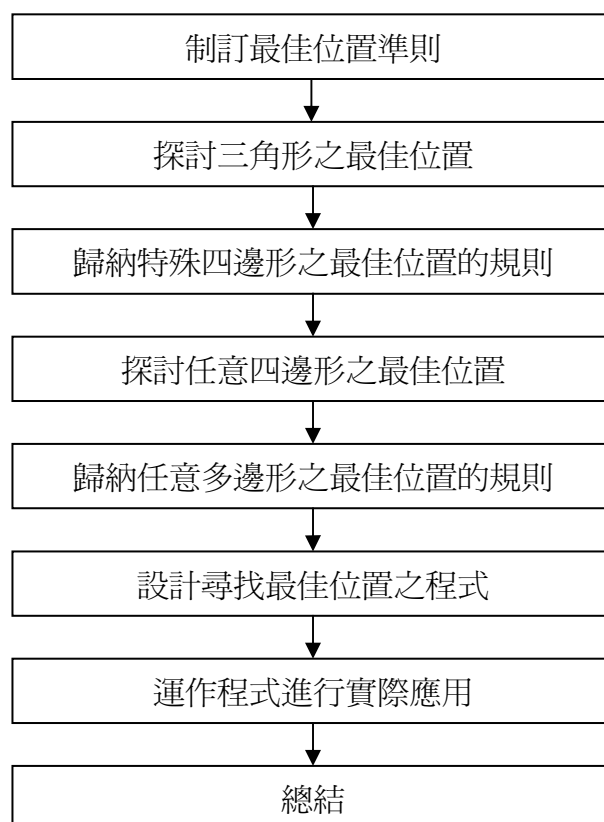 制訂最佳位置準則
探討三角形之最佳位置
歸納特殊四邊形之最佳位置的規則
探討任意四邊形之最佳位置
歸納任意多邊形之最佳位置的規則
設計尋找最佳位置之程式
運作程式進行實際應用
總結